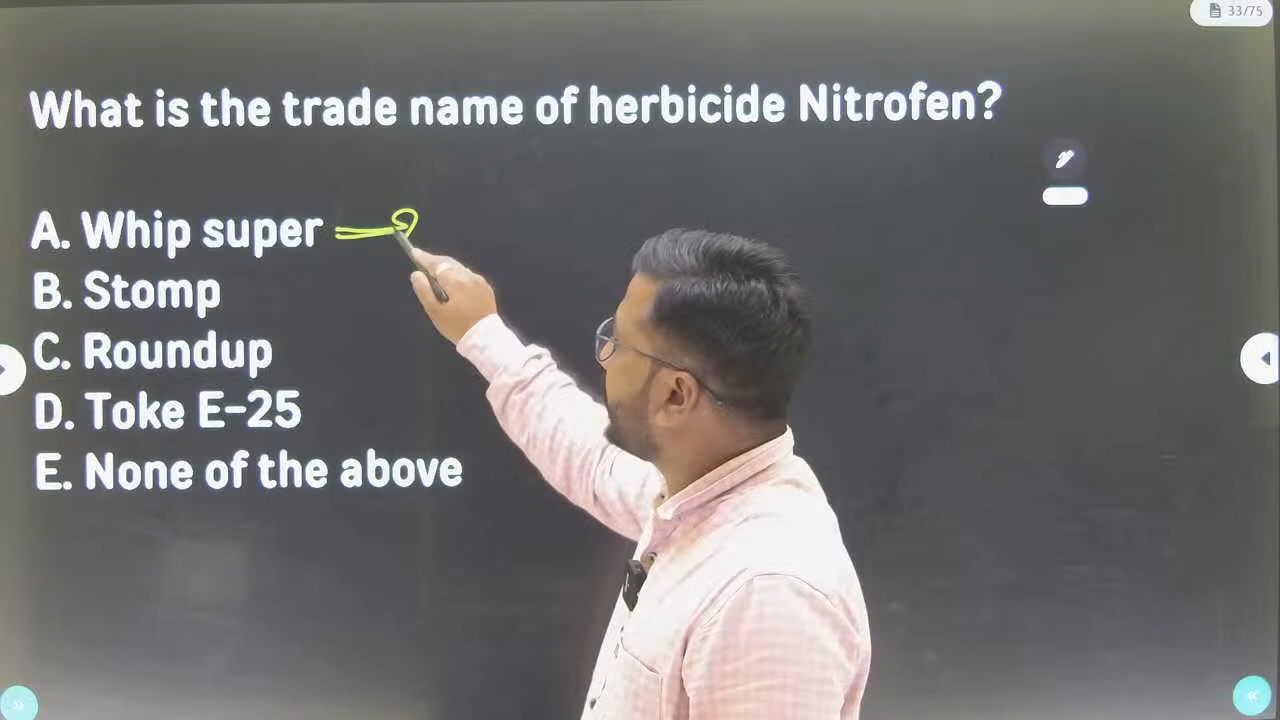 33/75
What is the trade name of herbicide Nitrofen?
A. Whip super
B. Stomp
C. Roundup
D. Toke E-25
E. None of the above